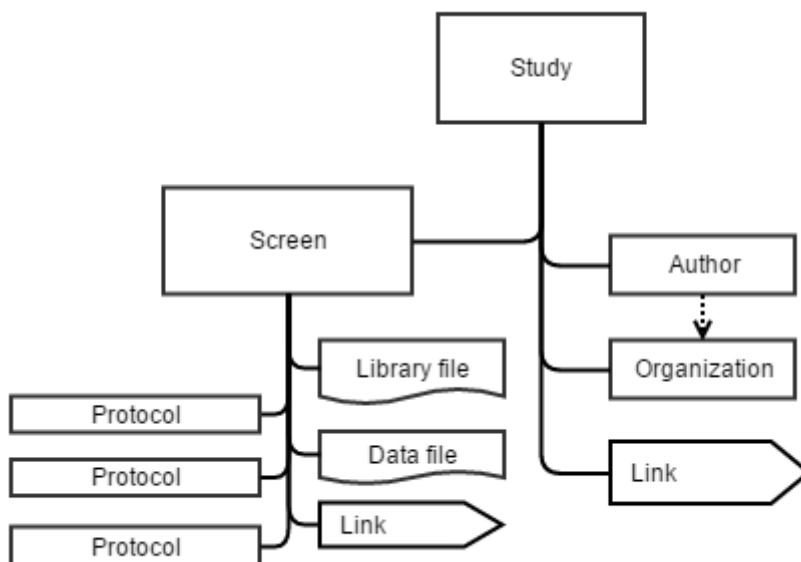 Study
Screen
Author
Library file
Organization
Protocol
Data file
Link
Protocol
Link
Protocol